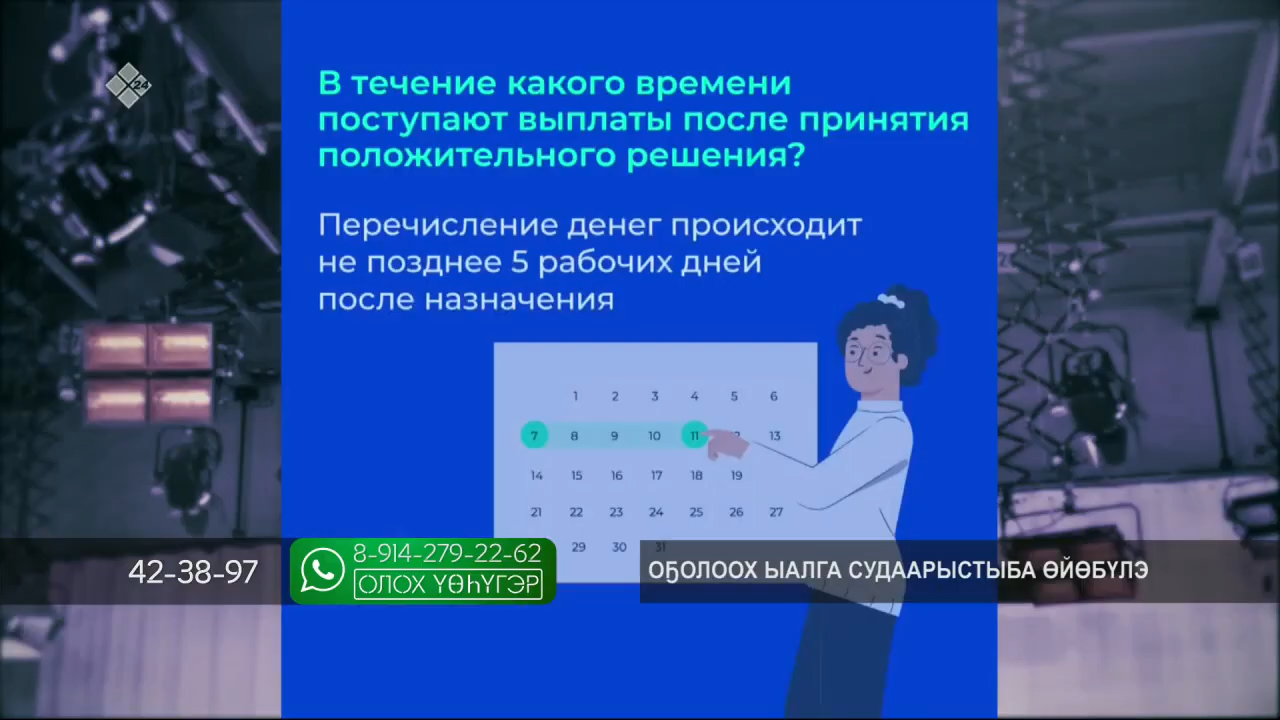 X24
В течение какого времени
поступают выплаты после принятия
положительного решения?
Перечисление денег происходит
не позднее 5 рабочих дней
после назначения
1 2 3 4 5 6
7 8 9 10 11 13
14 15 16 17 18 19
21 22 23 24 25 26 27
29 30 31
42-38-97
8-914-279-22-62
ОЛОХ ҮӨҺҮГЭР
ОҔОЛООХ ЫАЛГА СУДААРЫСТЫБА ӨЙӨБҮЛЭ